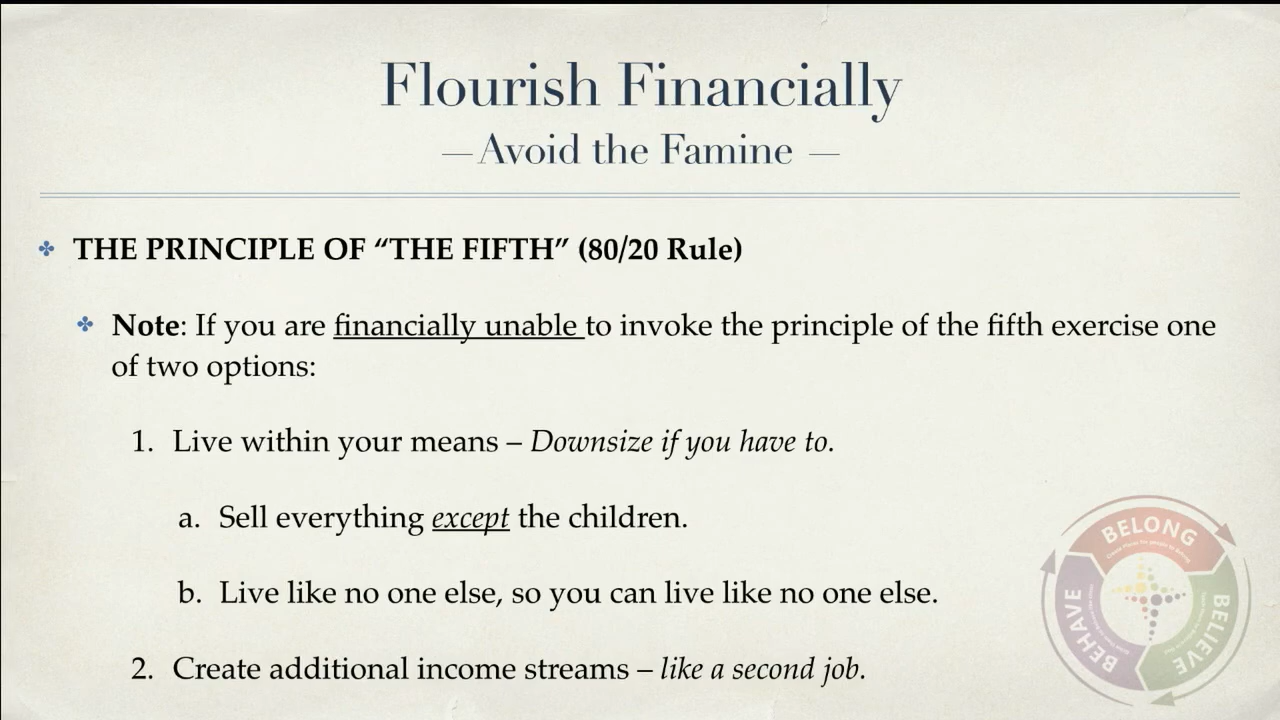 Flourish Financially
—Avoid the Famine —
THE PRINCIPLE OF “THE FIFTH” (80/20 Rule)
Note: If you are financially unable to invoke the principle of the fifth exercise one
of two options:
1. Live within your means – Downsize if you have to.
a. Sell everything except the children.
b. Live like no one else, so you can live like no one else.
2. Create additional income streams – like a second job.
BELONG
BELIEVE
BEHAVE